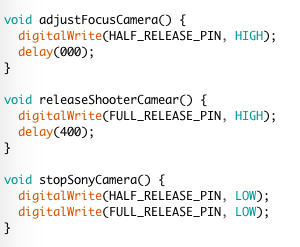 void adjustFocusCamera() {
  digitalWrite(HALF_RELEASE_PIN, HIGH);
  delay(000);
}
void releaseShooterCamear() {
  digitalWrite(FULL_RELEASE_PIN, HIGH);
  delay(400);
}
void stopSonyCamera() {
  digitalWrite(HALF_RELEASE_PIN, LOW);
  digitalWrite(FULL_RELEASE_PIN, LOW);
}